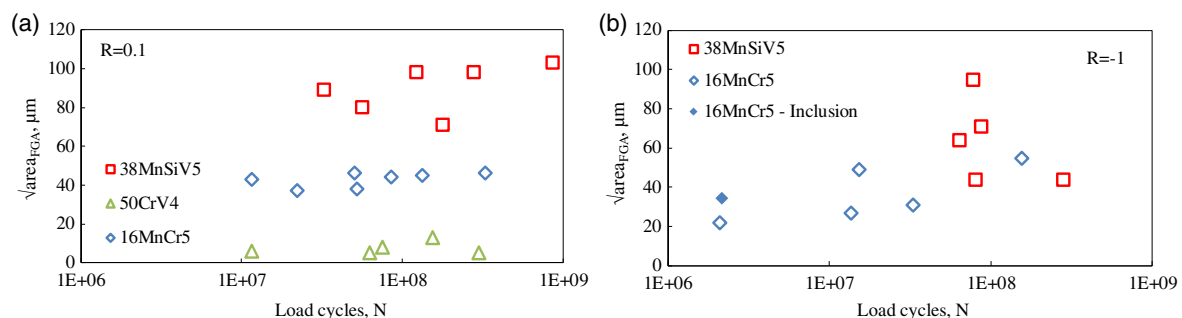 (a)
R=0.1
120
100
80
60
40
20
0
√area_FGA, µm
38MnSiV5
50CrV4
16MnCr5
1E+06 1E+07 1E+08 1E+09
Load cycles, N
(b)
38MnSiV5
16MnCr5
16MnCr5 - Inclusion
R=-1
120
100
80
60
40
20
0
√area_FGA, µm
1E+06 1E+07 1E+08 1E+09
Load cycles, N